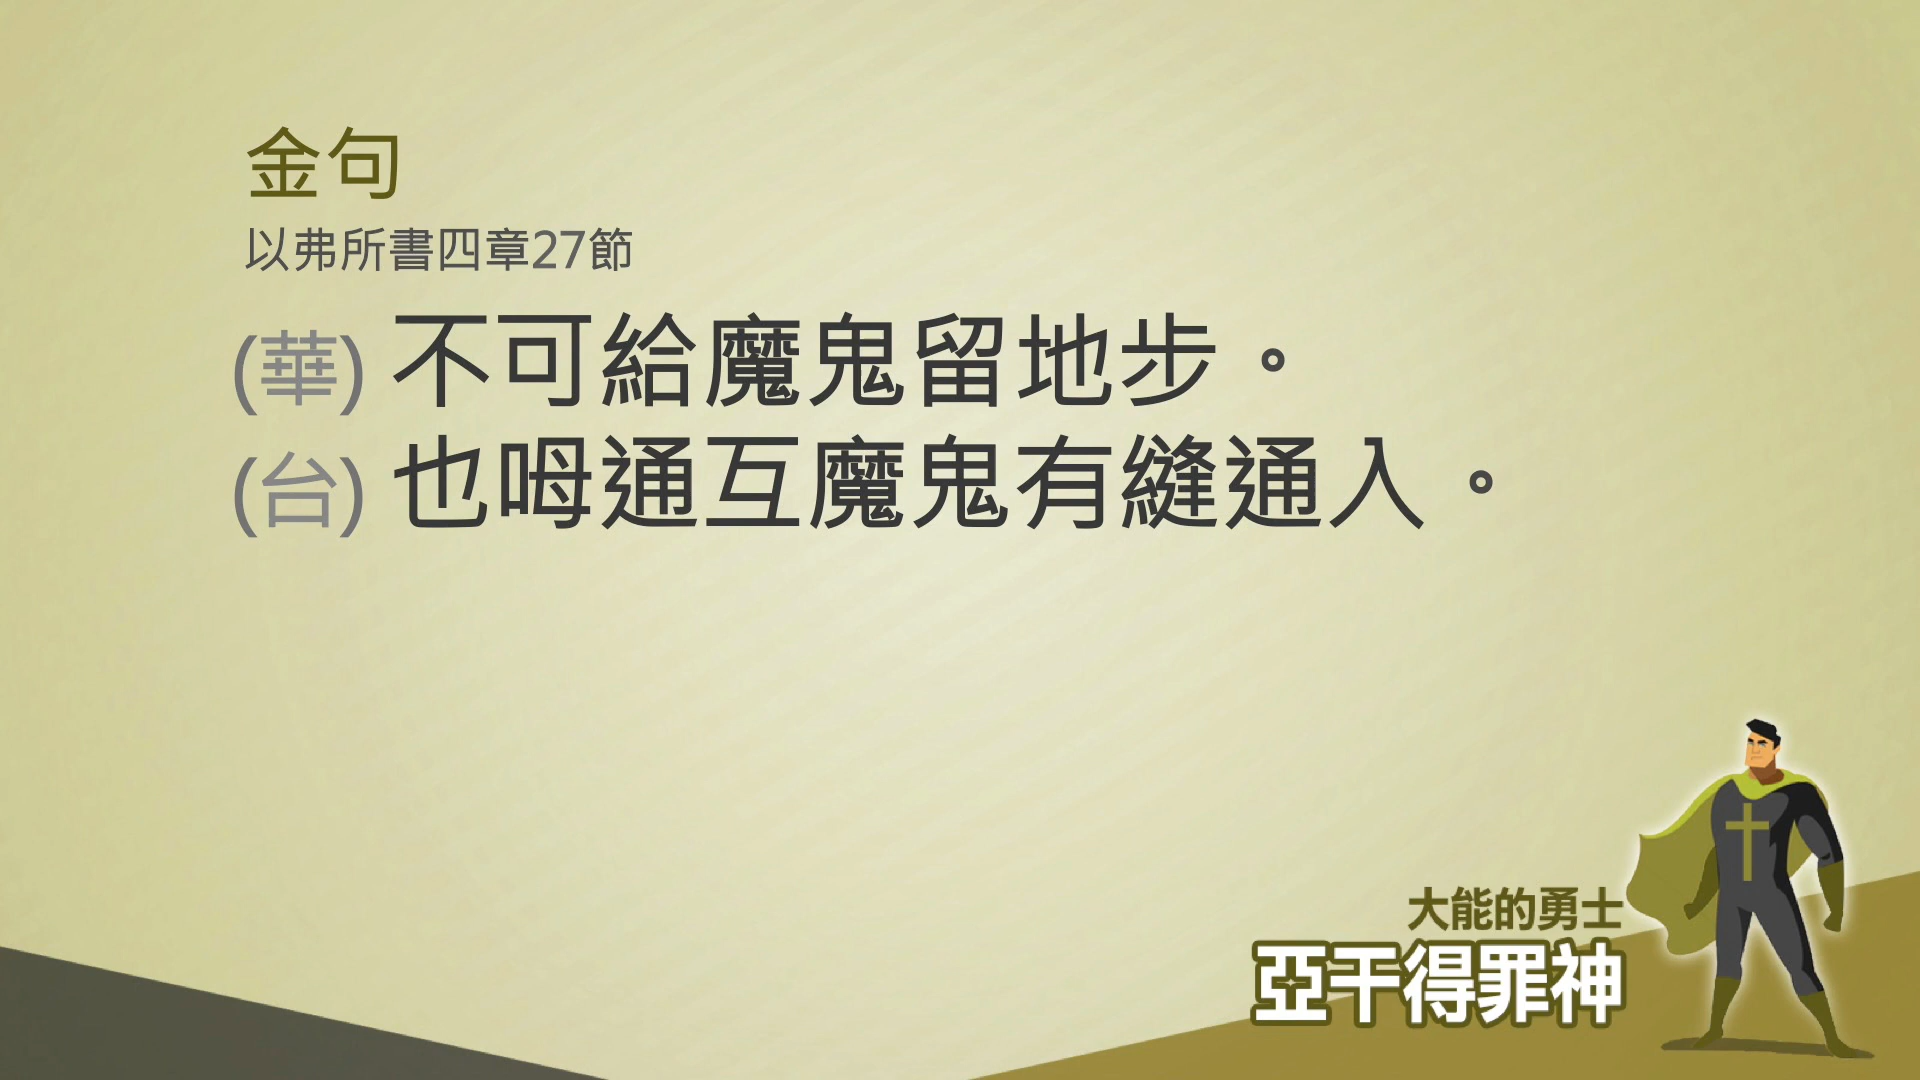 金句
以弗所書四章27節
(華) 不可給魔鬼留地步。
(台) 也呣通互魔鬼有縫通入。
大能的勇士
亞干得罪神